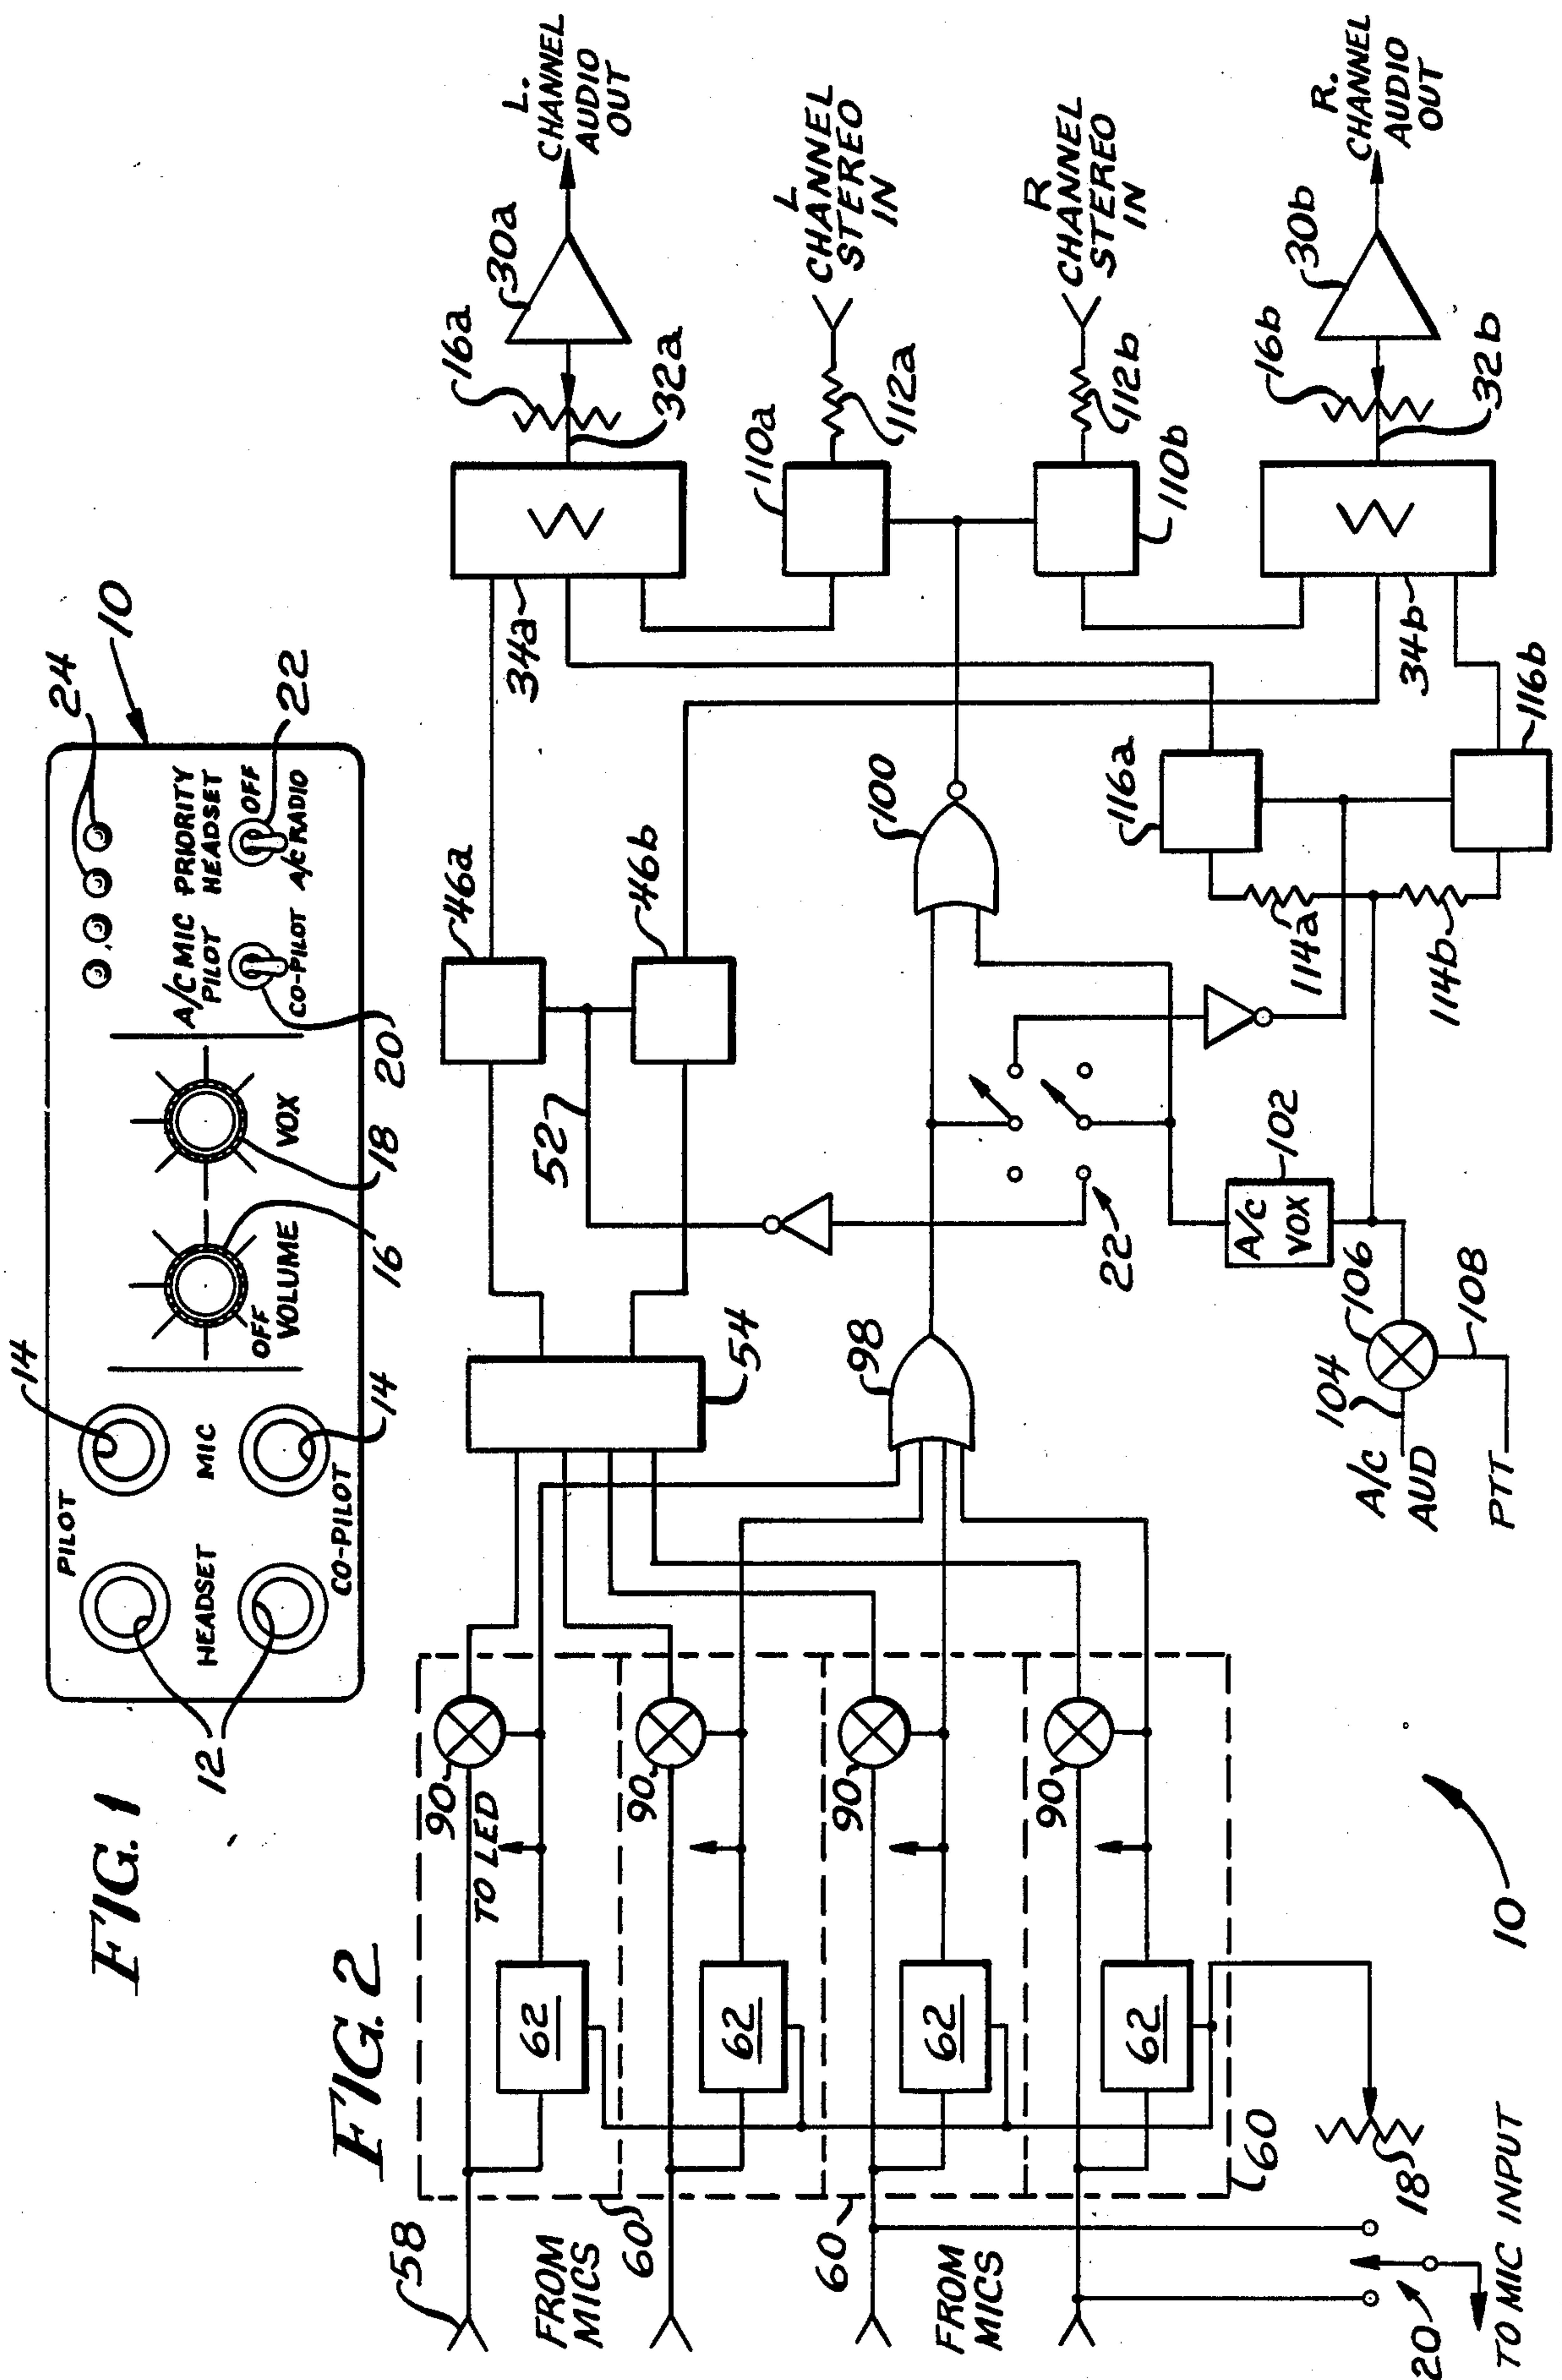 FIG. 1
10
24
PILOT
14
MIC
HEADSET
12
CO-PILOT
14
OFF
VOLUME
16
VOX
18
A/C MIC PRIORITY
PILOT HEADSET
OFF
CO-PILOT A/C RADIO
20
22
FIG. 2
58
FROM
MICS
60
60
FROM
MICS
60
62
62
62
62
TO LED
90
90
90
90
54
98
46a
46b
52
100
22
A/C
VOX
102
104
106
108
A/C
AUD
PTT
114a
114b
116a
116b
34a
34b
110a
110b
112a
112b
16a
32a
16b
32b
30a
30b
L.
CHANNEL
AUDIO
OUT
L
CHANNEL
STEREO
IN
R
CHANNEL
STEREO
IN
R.
CHANNEL
AUDIO
OUT
Σ
Σ
18
20
TO MIC INPUT
10